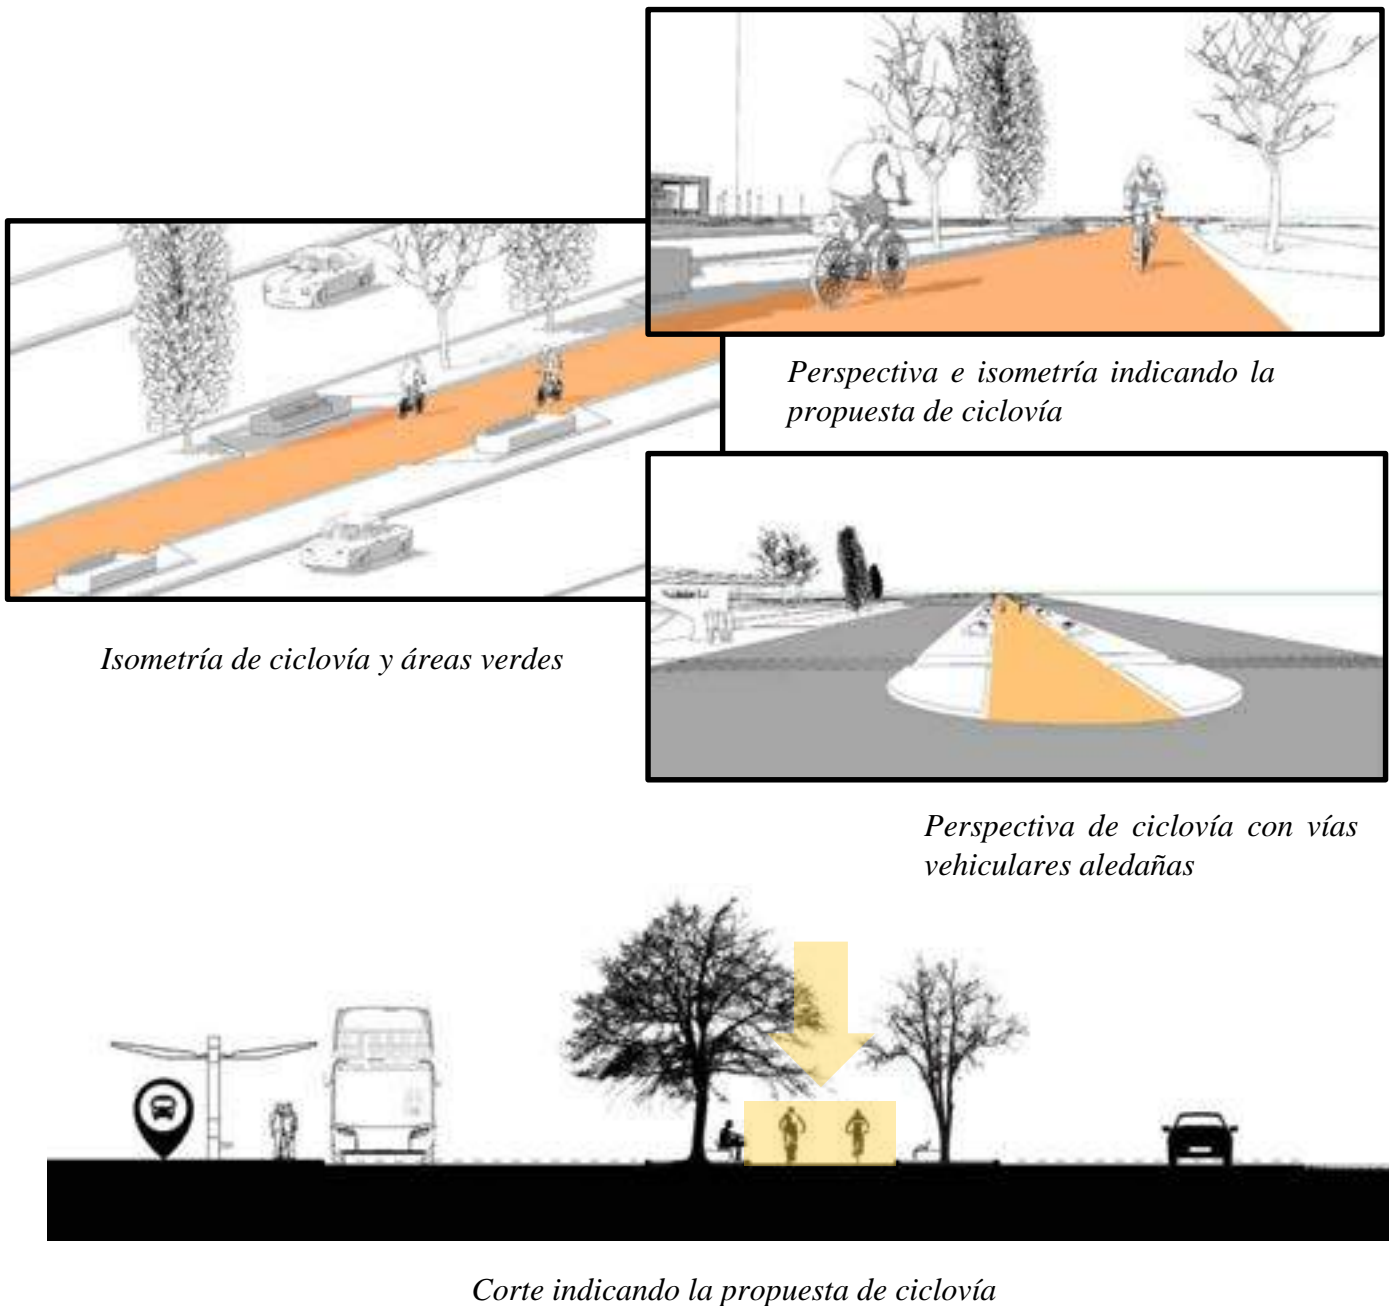 Perspectiva e isometría indicando la
propuesta de ciclovía
Isometría de ciclovía y áreas verdes
Perspectiva de ciclovía con vías
vehiculares aledañas
Corte indicando la propuesta de ciclovía